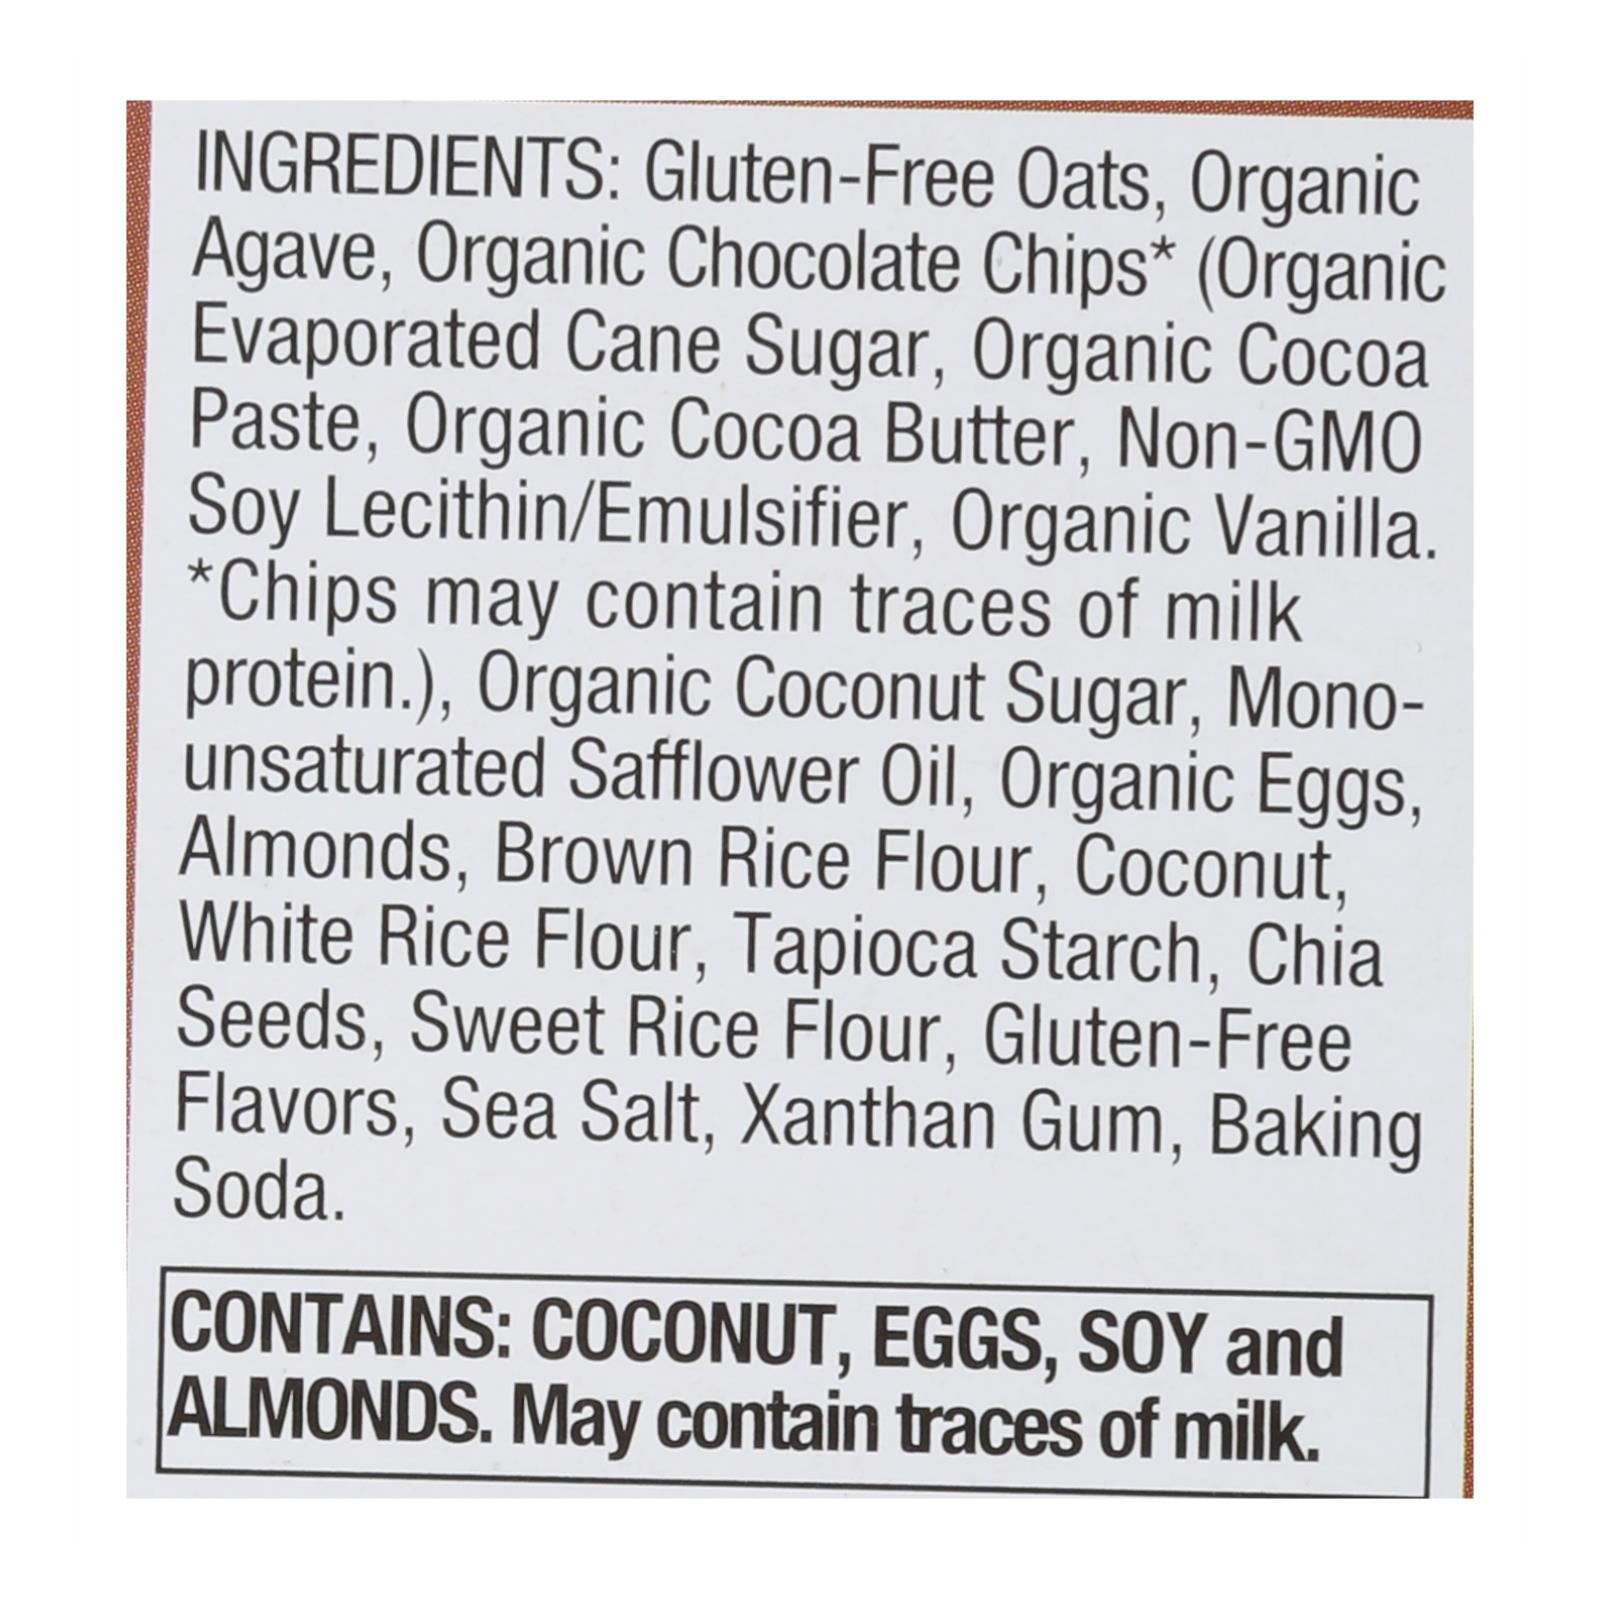 INGREDIENTS: Gluten-Free Oats, Organic
Agave, Organic Chocolate Chips* (Organic
Evaporated Cane Sugar, Organic Cocoa
Paste, Organic Cocoa Butter, Non-GMO
Soy Lecithin/Emulsifier, Organic Vanilla.
*Chips may contain traces of milk
protein.), Organic Coconut Sugar, Mono-
unsaturated Safflower Oil, Organic Eggs,
Almonds, Brown Rice Flour, Coconut,
White Rice Flour, Tapioca Starch, Chia
Seeds, Sweet Rice Flour, Gluten-Free
Flavors, Sea Salt, Xanthan Gum, Baking
Soda.
CONTAINS: COCONUT, EGGS, SOY and
ALMONDS. May contain traces of milk.